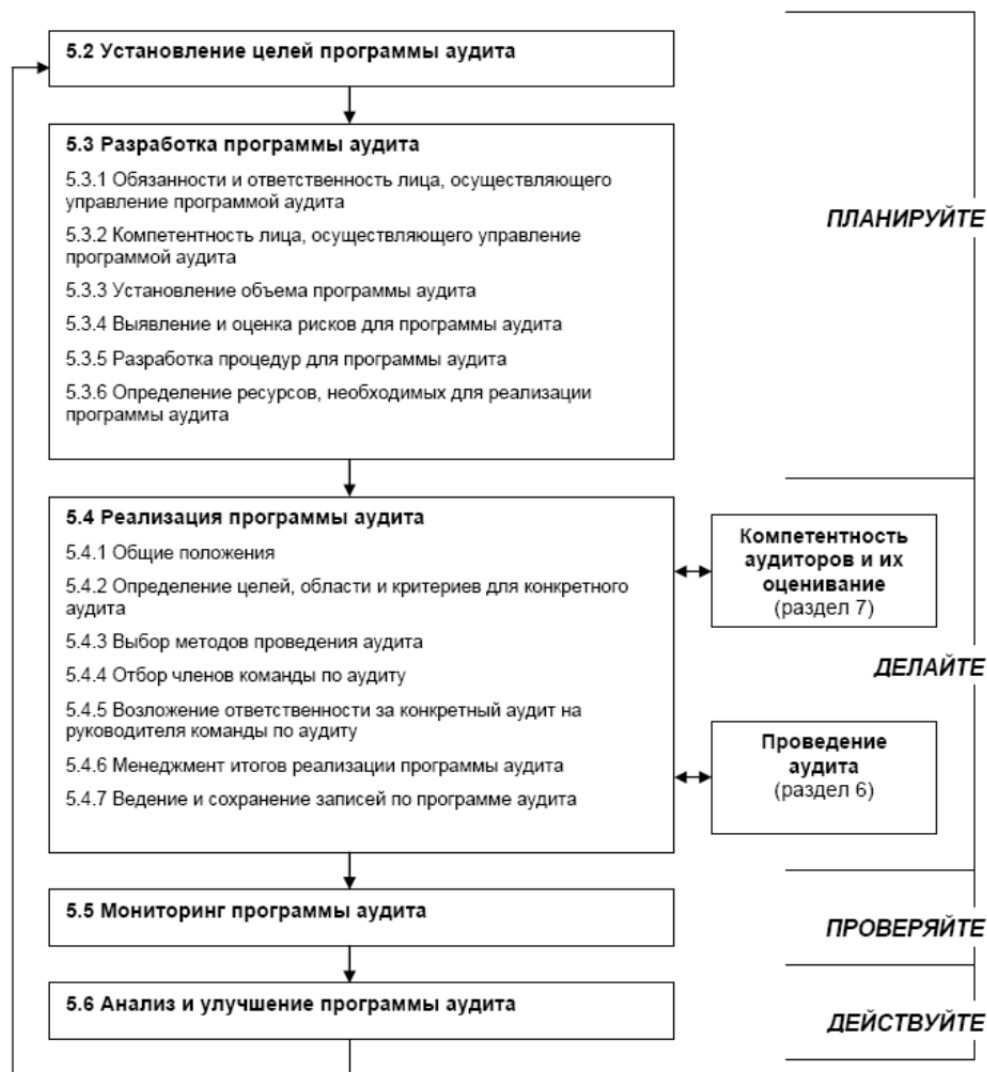 5.2 Установление целей программы аудита
5.3 Разработка программы аудита
5.3.1 Обязанности и ответственность лица, осуществляющего
управление программой аудита
5.3.2 Компетентность лица, осуществляющего управление
программой аудита
5.3.3 Установление объема программы аудита
5.3.4 Выявление и оценка рисков для программы аудита
5.3.5 Разработка процедур для программы аудита
5.3.6 Определение ресурсов, необходимых для реализации
программы аудита
ПЛАНИРУЙТЕ
5.4 Реализация программы аудита
5.4.1 Общие положения
5.4.2 Определение целей, области и критериев для конкретного
аудита
5.4.3 Выбор методов проведения аудита
5.4.4 Отбор членов команды по аудиту
5.4.5 Возложение ответственности за конкретный аудит на
руководителя команды по аудиту
5.4.6 Менеджмент итогов реализации программы аудита
5.4.7 Ведение и сохранение записей по программе аудита
Компетентность
аудиторов и их
оценивание
(раздел 7)
ДЕЛАЙТЕ
Проведение
аудита
(раздел 6)
5.5 Мониторинг программы аудита
ПРОВЕРЯЙТЕ
5.6 Анализ и улучшение программы аудита
ДЕЙСТВУЙТЕ